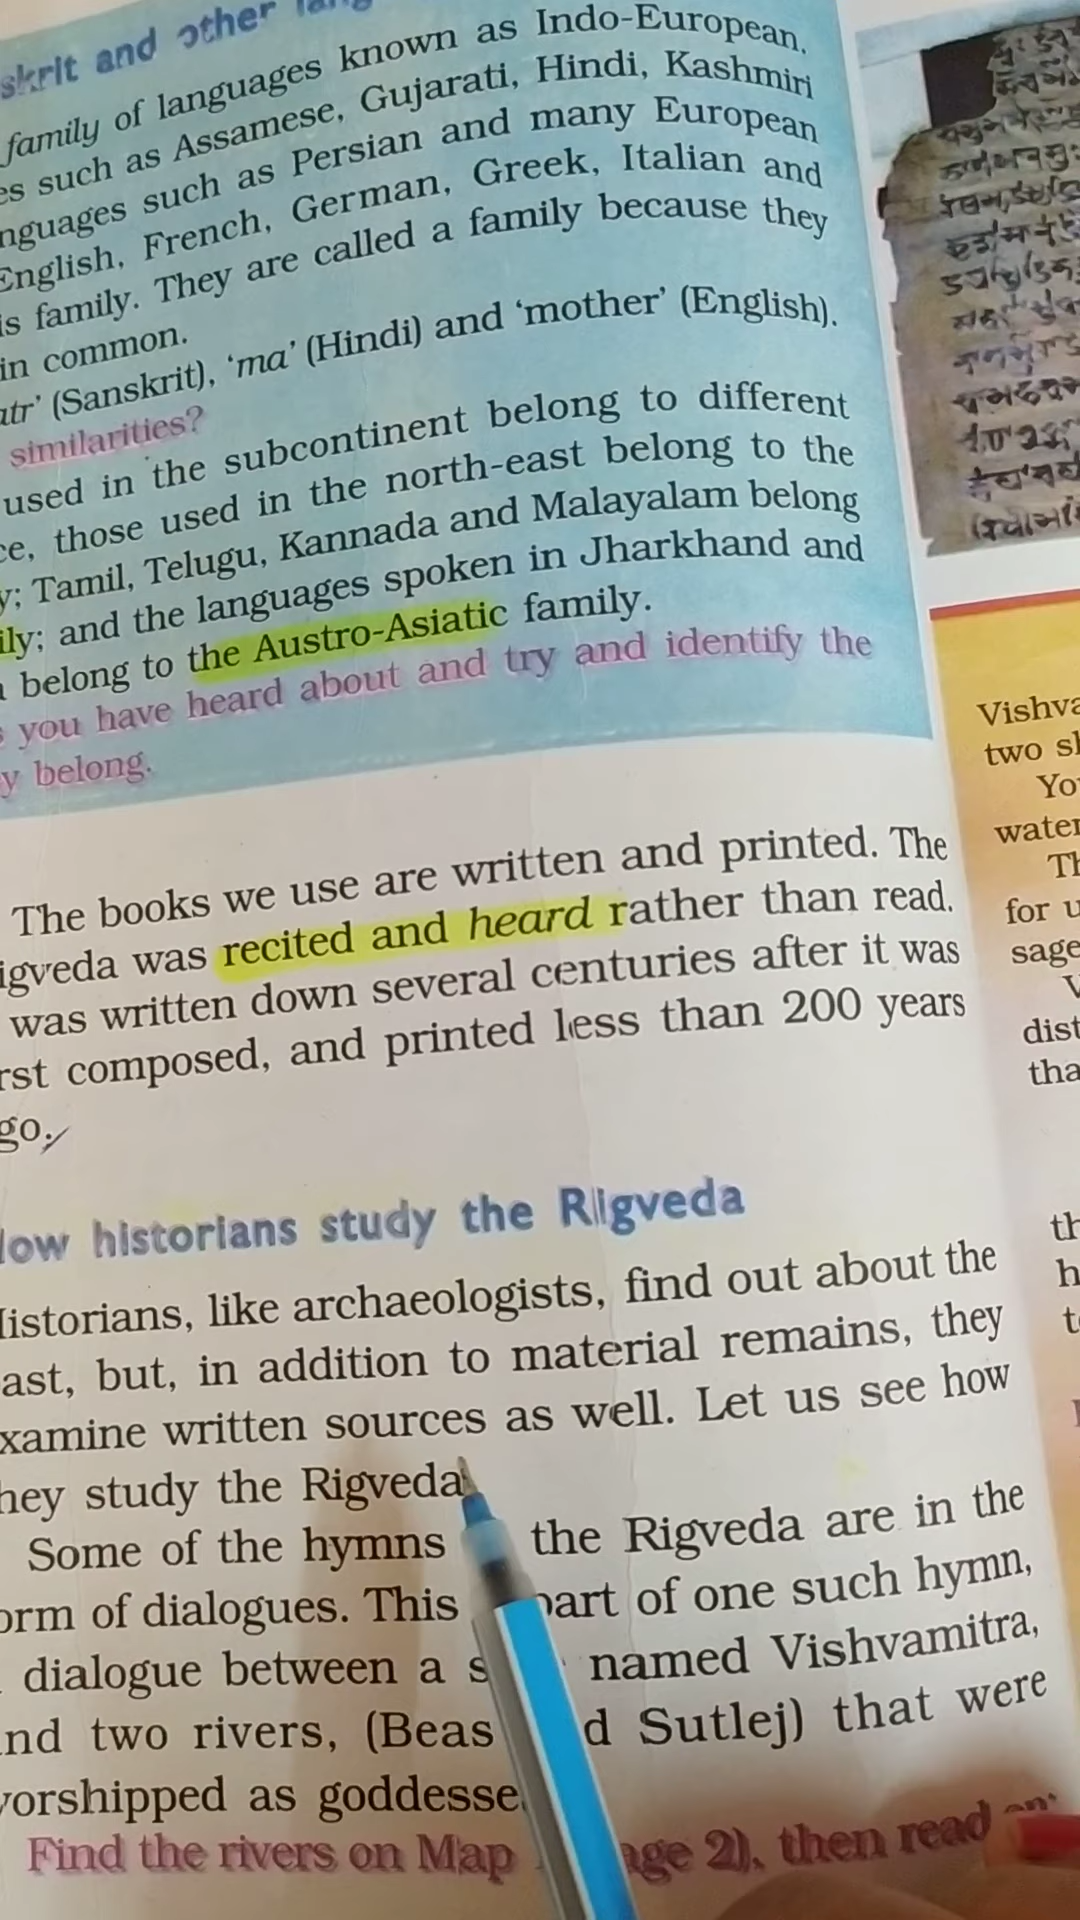 skrit and other
family of languages known as Indo-European.
es such as Assamese, Gujarati, Hindi, Kashmiri
nguages such as Persian and many European
English, French, German, Greek, Italian and
is family. They are called a family because they
in common.
atr' (Sanskrit), 'ma' (Hindi) and 'mother' (English).
similarities?
used in the subcontinent belong to different
ce, those used in the north-east belong to the
y; Tamil, Telugu, Kannada and Malayalam belong
ily; and the languages spoken in Jharkhand and
belong to the Austro-Asiatic family.
s you have heard about and try and identify the
y belong.
The books we use are written and printed. The
igveda was recited and heard rather than read.
was written down several centuries after it was
rst composed, and printed less than 200 years
go.
How historians study the Rigveda
Historians, like archaeologists, find out about the
ast, but, in addition to material remains, they
xamine written sources as well. Let us see how
hey study the Rigveda
Some of the hymns the Rigveda are in the
orm of dialogues. This part of one such hymn,
dialogue between a s named Vishvamitra,
nd two rivers, (Beas d Sutlej) that were
vorshipped as goddesse
Find the rivers on Map age 2), then read on:
Vishva
two sl
Yo
water
Th
for u
sage
V
dist
tha
th
h
t